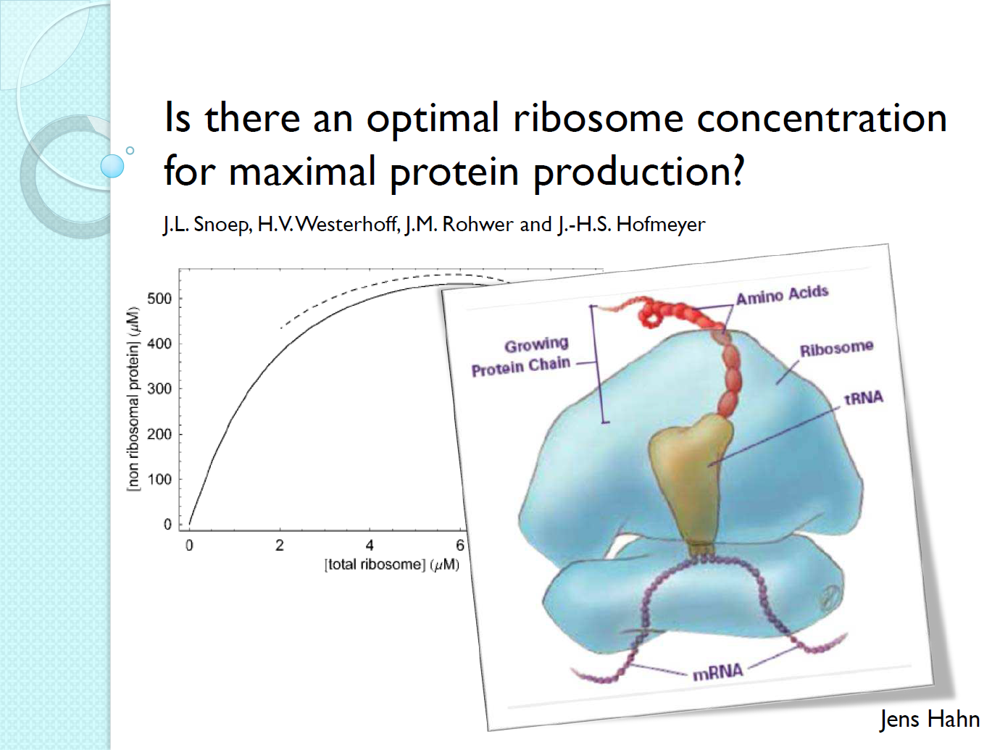 Is there an optimal ribosome concentration
for maximal protein production?
J.L. Snoep, H.V. Westerhoff, J.M. Rohwer and J.-H.S. Hofmeyer
[non ribosomal protein] (μM)
500
400
300
200
100
0
0 2 4 6
[total ribosome] (μM)
Amino Acids
Growing
Protein Chain
Ribosome
tRNA
mRNA
Jens Hahn